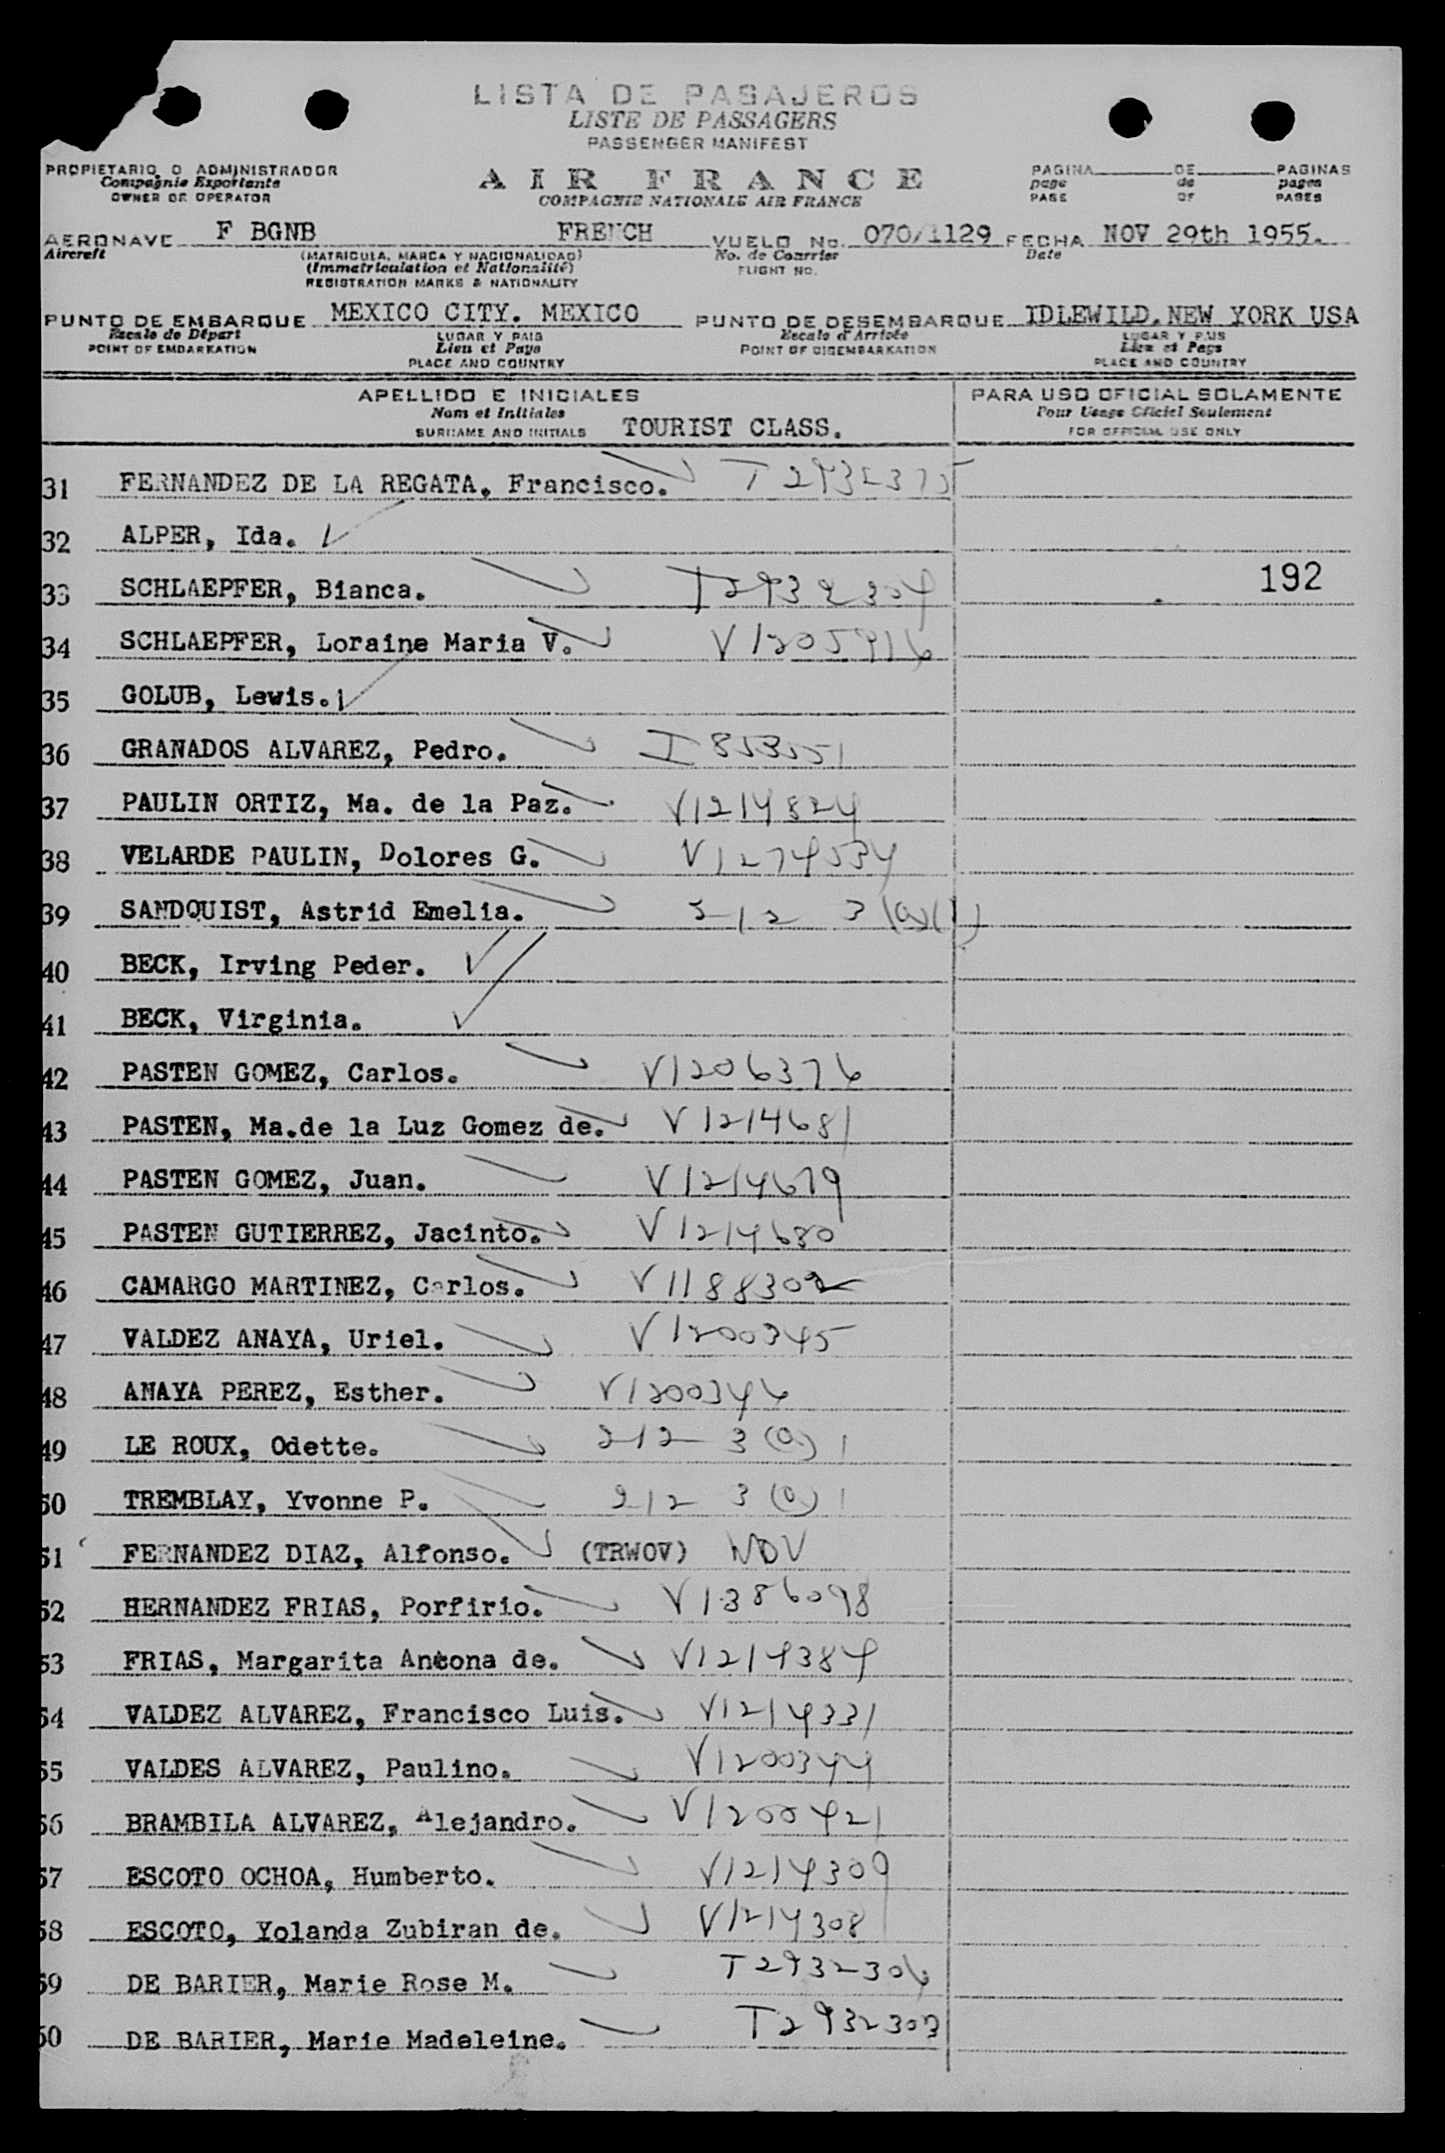 LISTA DE PASAJEROS
LISTE DE PASSAGERS
PASSENGER MANIFEST
PROPIETARIO O ADMINISTRADOR
Compagnie Exportante
OWNER OR OPERATOR
AIR FRANCE
COMPAGNIE NATIONALE AIR FRANCE
PAGINA DE PAGINAS
page de pages
PAGE OF PAGES
AERONAVE F BGNB FRENCH VUELO No. 070/1129 FECHA NOV 29th 1955.
Aircraft (MATRICULA, MARCA Y NACIONALIDAD) No. de Courrier Date
(Immatriculation et Nationalité) FLIGHT NO.
REGISTRATION MARKS & NATIONALITY
PUNTO DE EMBARQUE MEXICO CITY. MEXICO PUNTO DE DESEMBARQUE IDLEWILD. NEW YORK USA
Escale de Départ LUGAR Y PAIS Escale d'Arrivée LUGAR Y PAIS
POINT OF EMBARKATION Lieu et Pays POINT OF DISEMBARKATION Lieu et Pays
PLACE AND COUNTRY PLACE AND COUNTRY
APELLIDO E INICIALES PARA USO OFICIAL SOLAMENTE
Nom et Initiales Pour Usage Officiel Seulement
SURNAME AND INITIALS TOURIST CLASS. FOR OFFICIAL USE ONLY
31 FERNANDEZ DE LA REGATA, Francisco. T2932375
32 ALPER, Ida.
33 SCHLAEPFER, Bianca. T2932304 192
34 SCHLAEPFER, Loraine Maria V. V1205916
35 GOLUB, Lewis.
36 GRANADOS ALVAREZ, Pedro.
37 PAULIN ORTIZ, Ma. de la Paz. V1214824
38 VELARDE PAULIN, Dolores G. V1274534
39 SANDQUIST, Astrid Emelia. 212 3(a)(1)
40 BECK, Irving Peder.
41 BECK, Virginia.
42 PASTEN GOMEZ, Carlos. V1206376
43 PASTEN, Ma.de la Luz Gomez de. V1214681
44 PASTEN GOMEZ, Juan. V1214679
45 PASTEN GUTIERREZ, Jacinto. V1214680
46 CAMARGO MARTINEZ, Carlos. V1188302
47 VALDEZ ANAYA, Uriel. V1200345
48 ANAYA PEREZ, Esther. V1200346
49 LE ROUX, Odette. 212 3(a) 1
50 TREMBLAY, Yvonne P. 212 3(a) 1
51 FERNANDEZ DIAZ, Alfonso. (TRWOV) WOV
52 HERNANDEZ FRIAS, Porfirio. V1386098
53 FRIAS, Margarita Antona de. V1214384
54 VALDEZ ALVAREZ, Francisco Luis. V1214331
55 VALDES ALVAREZ, Paulino. V1200344
56 BRAMBILA ALVAREZ, Alejandro. V1200421
57 ESCOTO OCHOA, Humberto. V1214309
58 ESCOTO, Yolanda Zubiran de. V1214308
59 DE BARIER, Marie Rose M. T2932306
60 DE BARIER, Marie Madeleine. T2932303